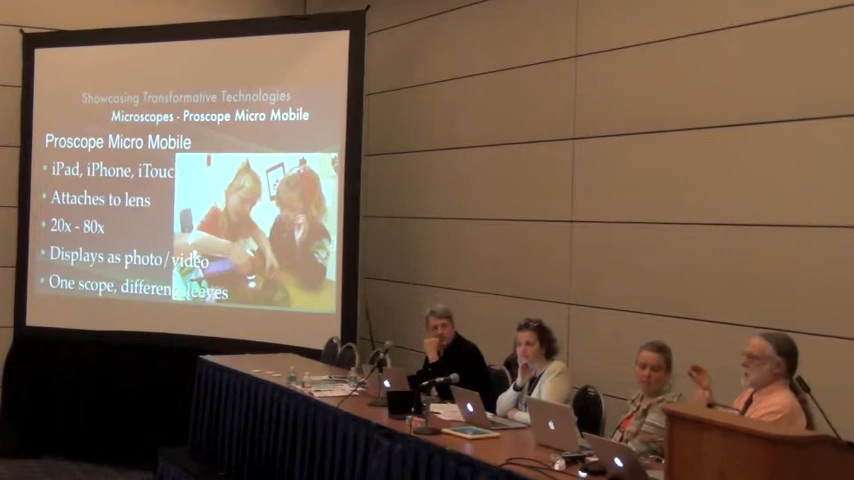 Showcasing Transformative Technologies
Microscopes - Proscope Micro Mobile
Proscope Micro Mobile
iPad, iPhone, iTouc
Attaches to lens
20x - 80x
Displays as photo/video
One scope, different sleeves